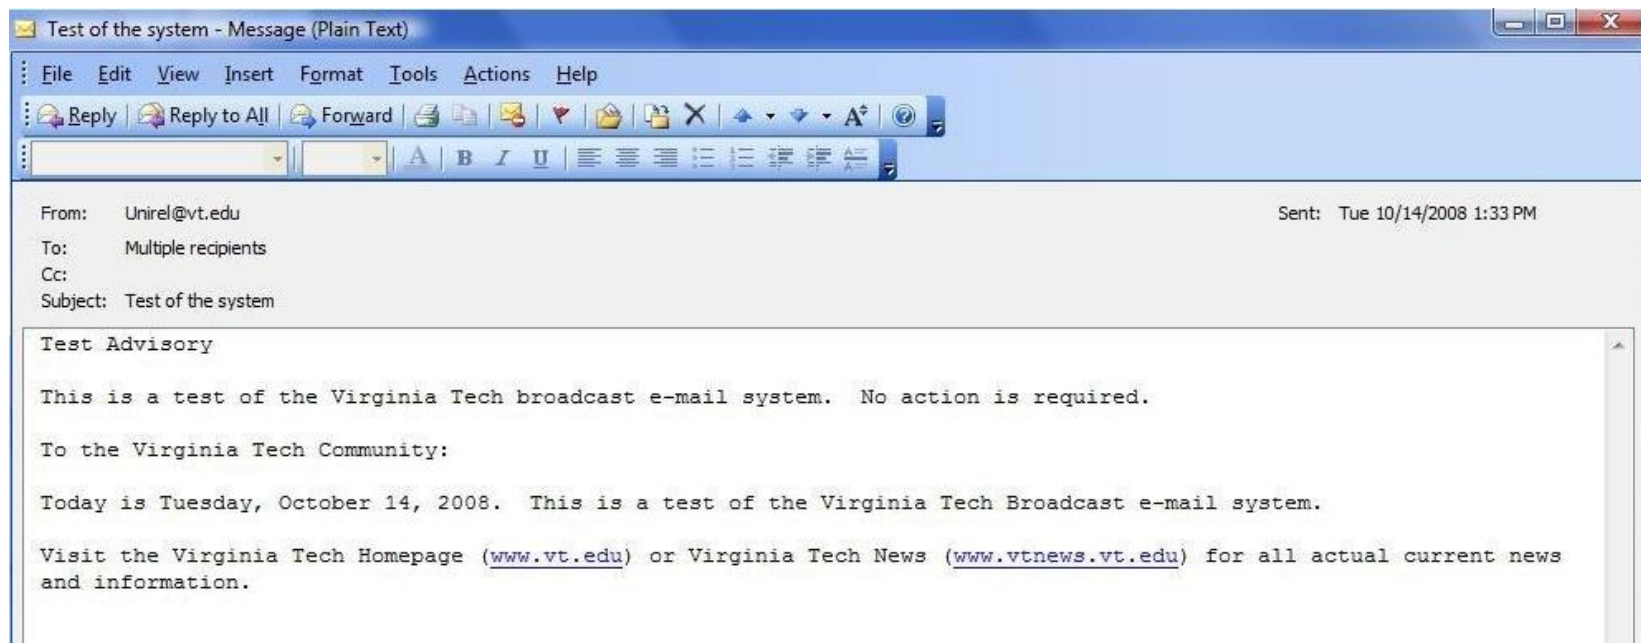 Test of the system - Message (Plain Text)
File Edit View Insert Format Tools Actions Help
Reply Reply to All Forward A
A B I U
From: Unirel@vt.edu Sent: Tue 10/14/2008 1:33 PM
To: Multiple recipients
Cc:
Subject: Test of the system
Test Advisory
This is a test of the Virginia Tech broadcast e-mail system.  No action is required.
To the Virginia Tech Community:
Today is Tuesday, October 14, 2008.  This is a test of the Virginia Tech Broadcast e-mail system.
Visit the Virginia Tech Homepage (www.vt.edu) or Virginia Tech News (www.vtnews.vt.edu) for all actual current news
and information.